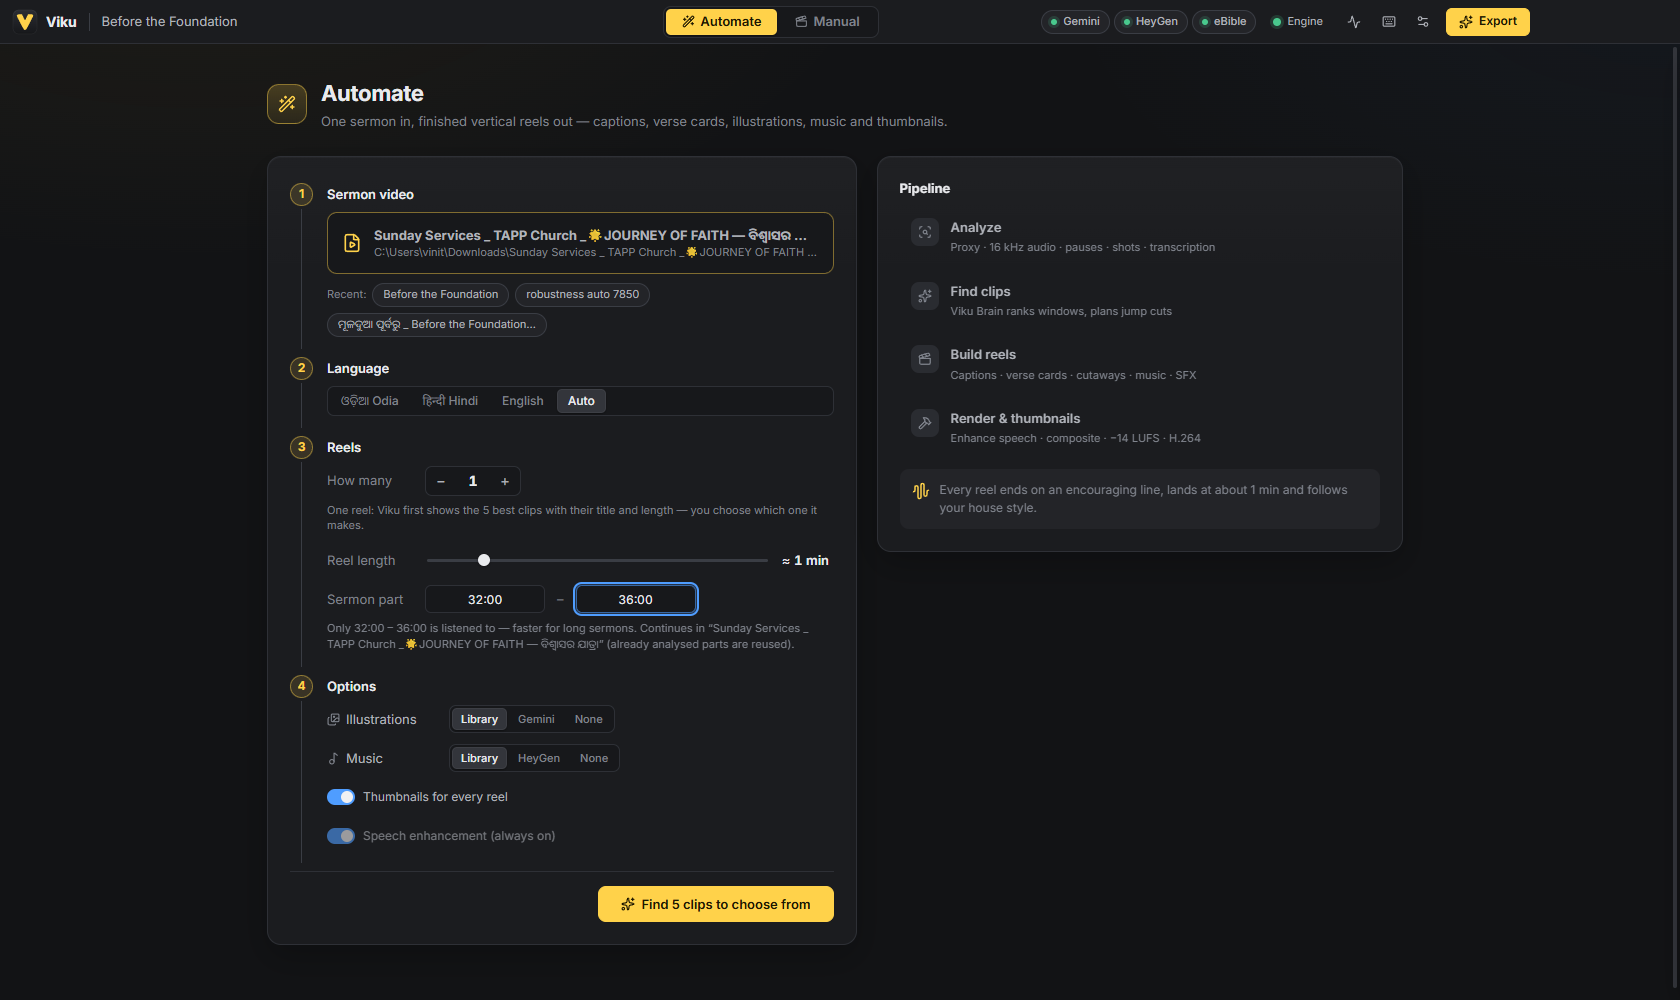 Viku
Before the Foundation
Automate
Manual
Gemini
HeyGen
eBible
Engine
Export
Automate
One sermon in, finished vertical reels out — captions, verse cards, illustrations, music and thumbnails.
1
Sermon video
Sunday Services _ TAPP Church _🌟JOURNEY OF FAITH — ବିଶ୍ୱାସର ...
C:\Users\vinit\Downloads\Sunday Services _ TAPP Church _🌟JOURNEY OF FAITH ...
Recent:
Before the Foundation
robustness auto 7850
ମୂଳଦୁଆ ପୂର୍ବରୁ _ Before the Foundation...
2
Language
ଓଡ଼ିଆ Odia
हिन्दी Hindi
English
Auto
3
Reels
How many
− 1 +
One reel: Viku first shows the 5 best clips with their title and length — you choose which one it
makes.
Reel length
≈ 1 min
Sermon part
32:00 – 36:00
Only 32:00 – 36:00 is listened to — faster for long sermons. Continues in “Sunday Services _
TAPP Church _🌟JOURNEY OF FAITH — ବିଶ୍ୱାସର ଯାତ୍ରା” (already analysed parts are reused).
4
Options
Illustrations
Library
Gemini
None
Music
Library
HeyGen
None
Thumbnails for every reel
Speech enhancement (always on)
Find 5 clips to choose from
Pipeline
Analyze
Proxy · 16 kHz audio · pauses · shots · transcription
Find clips
Viku Brain ranks windows, plans jump cuts
Build reels
Captions · verse cards · cutaways · music · SFX
Render & thumbnails
Enhance speech · composite · −14 LUFS · H.264
Every reel ends on an encouraging line, lands at about 1 min and follows
your house style.